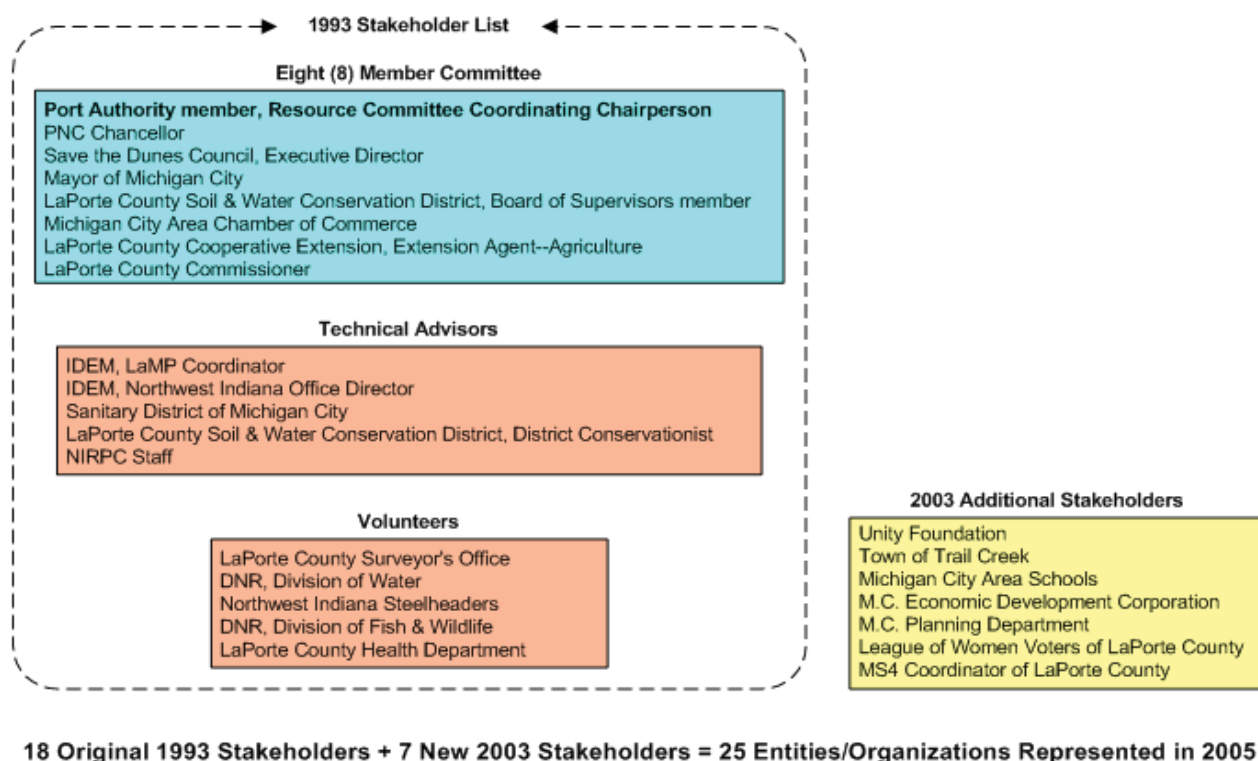 1993 Stakeholder List
Eight (8) Member Committee
Port Authority member, Resource Committee Coordinating Chairperson
PNC Chancellor
Save the Dunes Council, Executive Director
Mayor of Michigan City
LaPorte County Soil & Water Conservation District, Board of Supervisors member
Michigan City Area Chamber of Commerce
LaPorte County Cooperative Extension, Extension Agent--Agriculture
LaPorte County Commissioner
Technical Advisors
IDEM, LaMP Coordinator
IDEM, Northwest Indiana Office Director
Sanitary District of Michigan City
LaPorte County Soil & Water Conservation District, District Conservationist
NIRPC Staff
Volunteers
LaPorte County Surveyor's Office
DNR, Division of Water
Northwest Indiana Steelheaders
DNR, Division of Fish & Wildlife
LaPorte County Health Department
2003 Additional Stakeholders
Unity Foundation
Town of Trail Creek
Michigan City Area Schools
M.C. Economic Development Corporation
M.C. Planning Department
League of Women Voters of LaPorte County
MS4 Coordinator of LaPorte County
18 Original 1993 Stakeholders + 7 New 2003 Stakeholders = 25 Entities/Organizations Represented in 2005